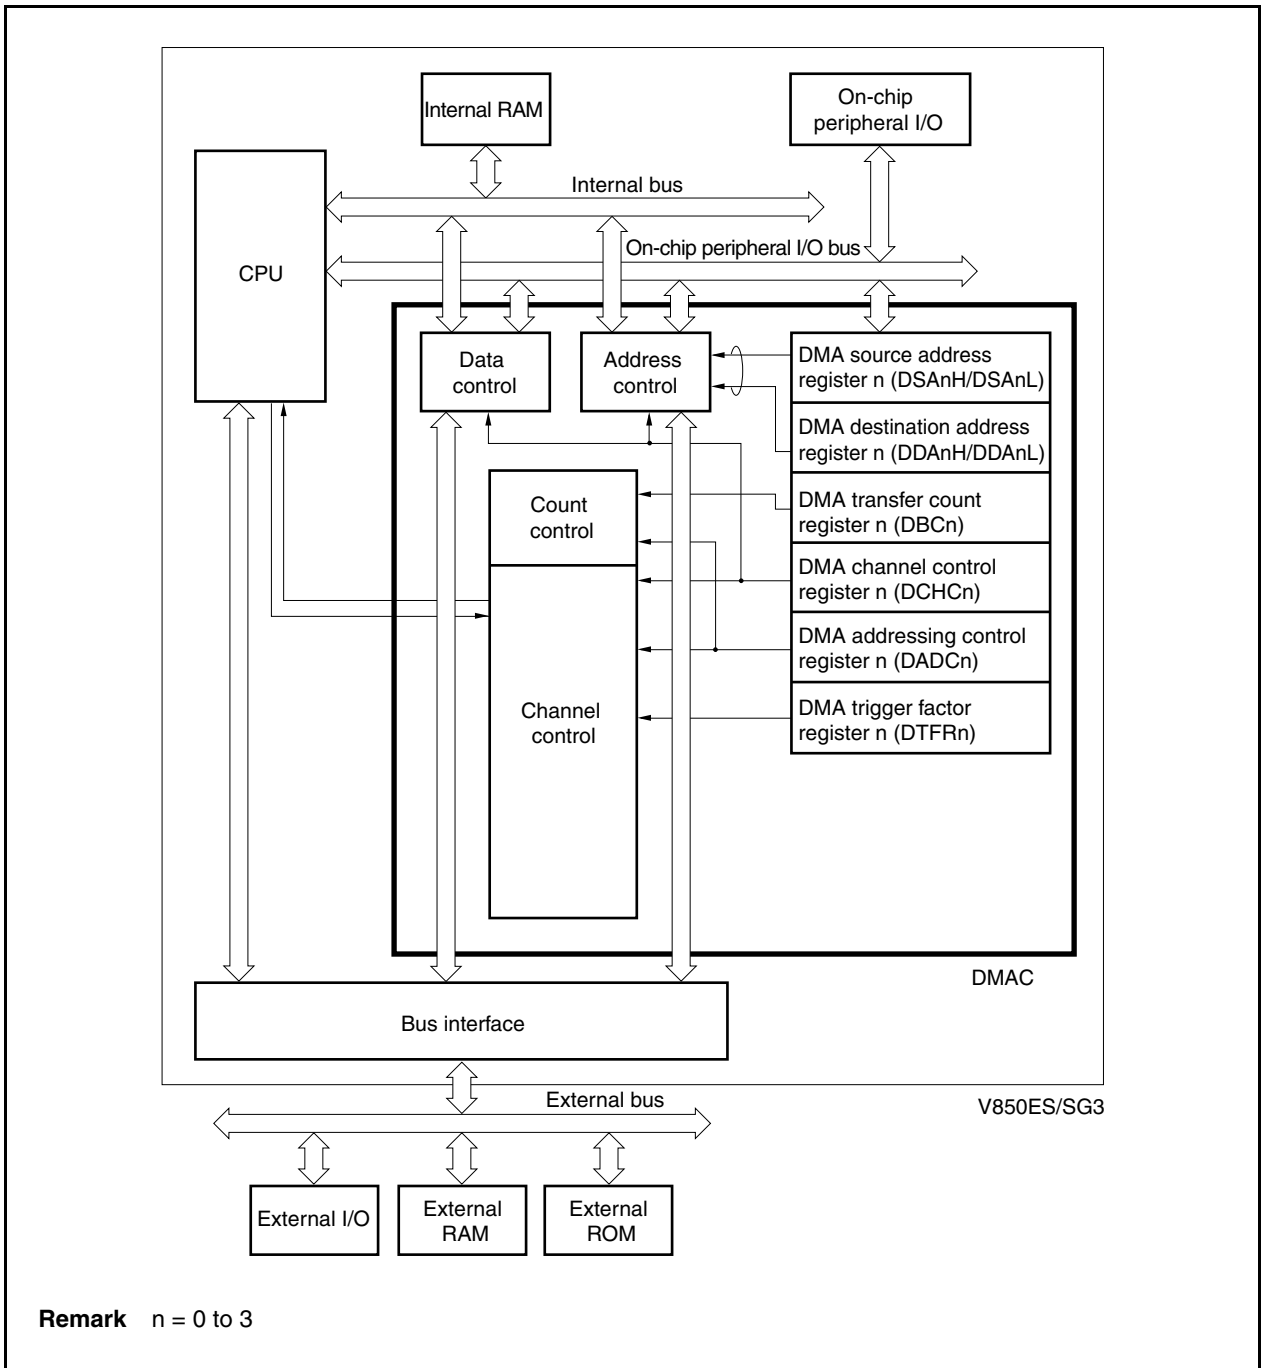 Internal RAM
On-chip
peripheral I/O
Internal bus
On-chip peripheral I/O bus
CPU
Data
control
Address
control
DMA source address
register n (DSAnH/DSAnL)
DMA destination address
register n (DDAnH/DDAnL)
Count
control
DMA transfer count
register n (DBCn)
DMA channel control
register n (DCHCn)
DMA addressing control
register n (DADCn)
Channel
control
DMA trigger factor
register n (DTFRn)
DMAC
Bus interface
External bus
V850ES/SG3
External I/O
External
RAM
External
ROM
Remark n = 0 to 3